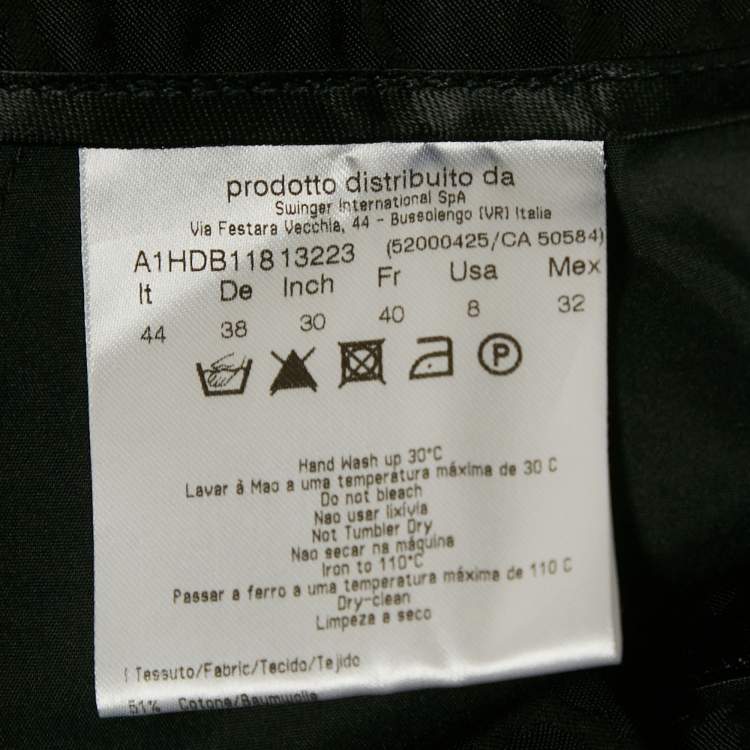 prodotto distribuito da
Swinger International SpA
Via Festara Vecchia, 44 - Bussolengo (VR) Italia
A1HDB118 13223 (52000425/CA 50584)
It De Inch Fr Usa Mex
44 38 30 40 8 32
P
Hand Wash up 30°C
Lavar à Mao a uma temperatura máxima de 30 C
Do not bleach
Nao usar lixívia
Not Tumbler Dry
Nao secar na máquina
Iron to 110°C
Passar a ferro a uma temperatura máxima de 110 C
Dry-clean
Limpeza a seco
Tessuto/Fabric/Tecido/Tejido
51% Cotone/Baumwolle